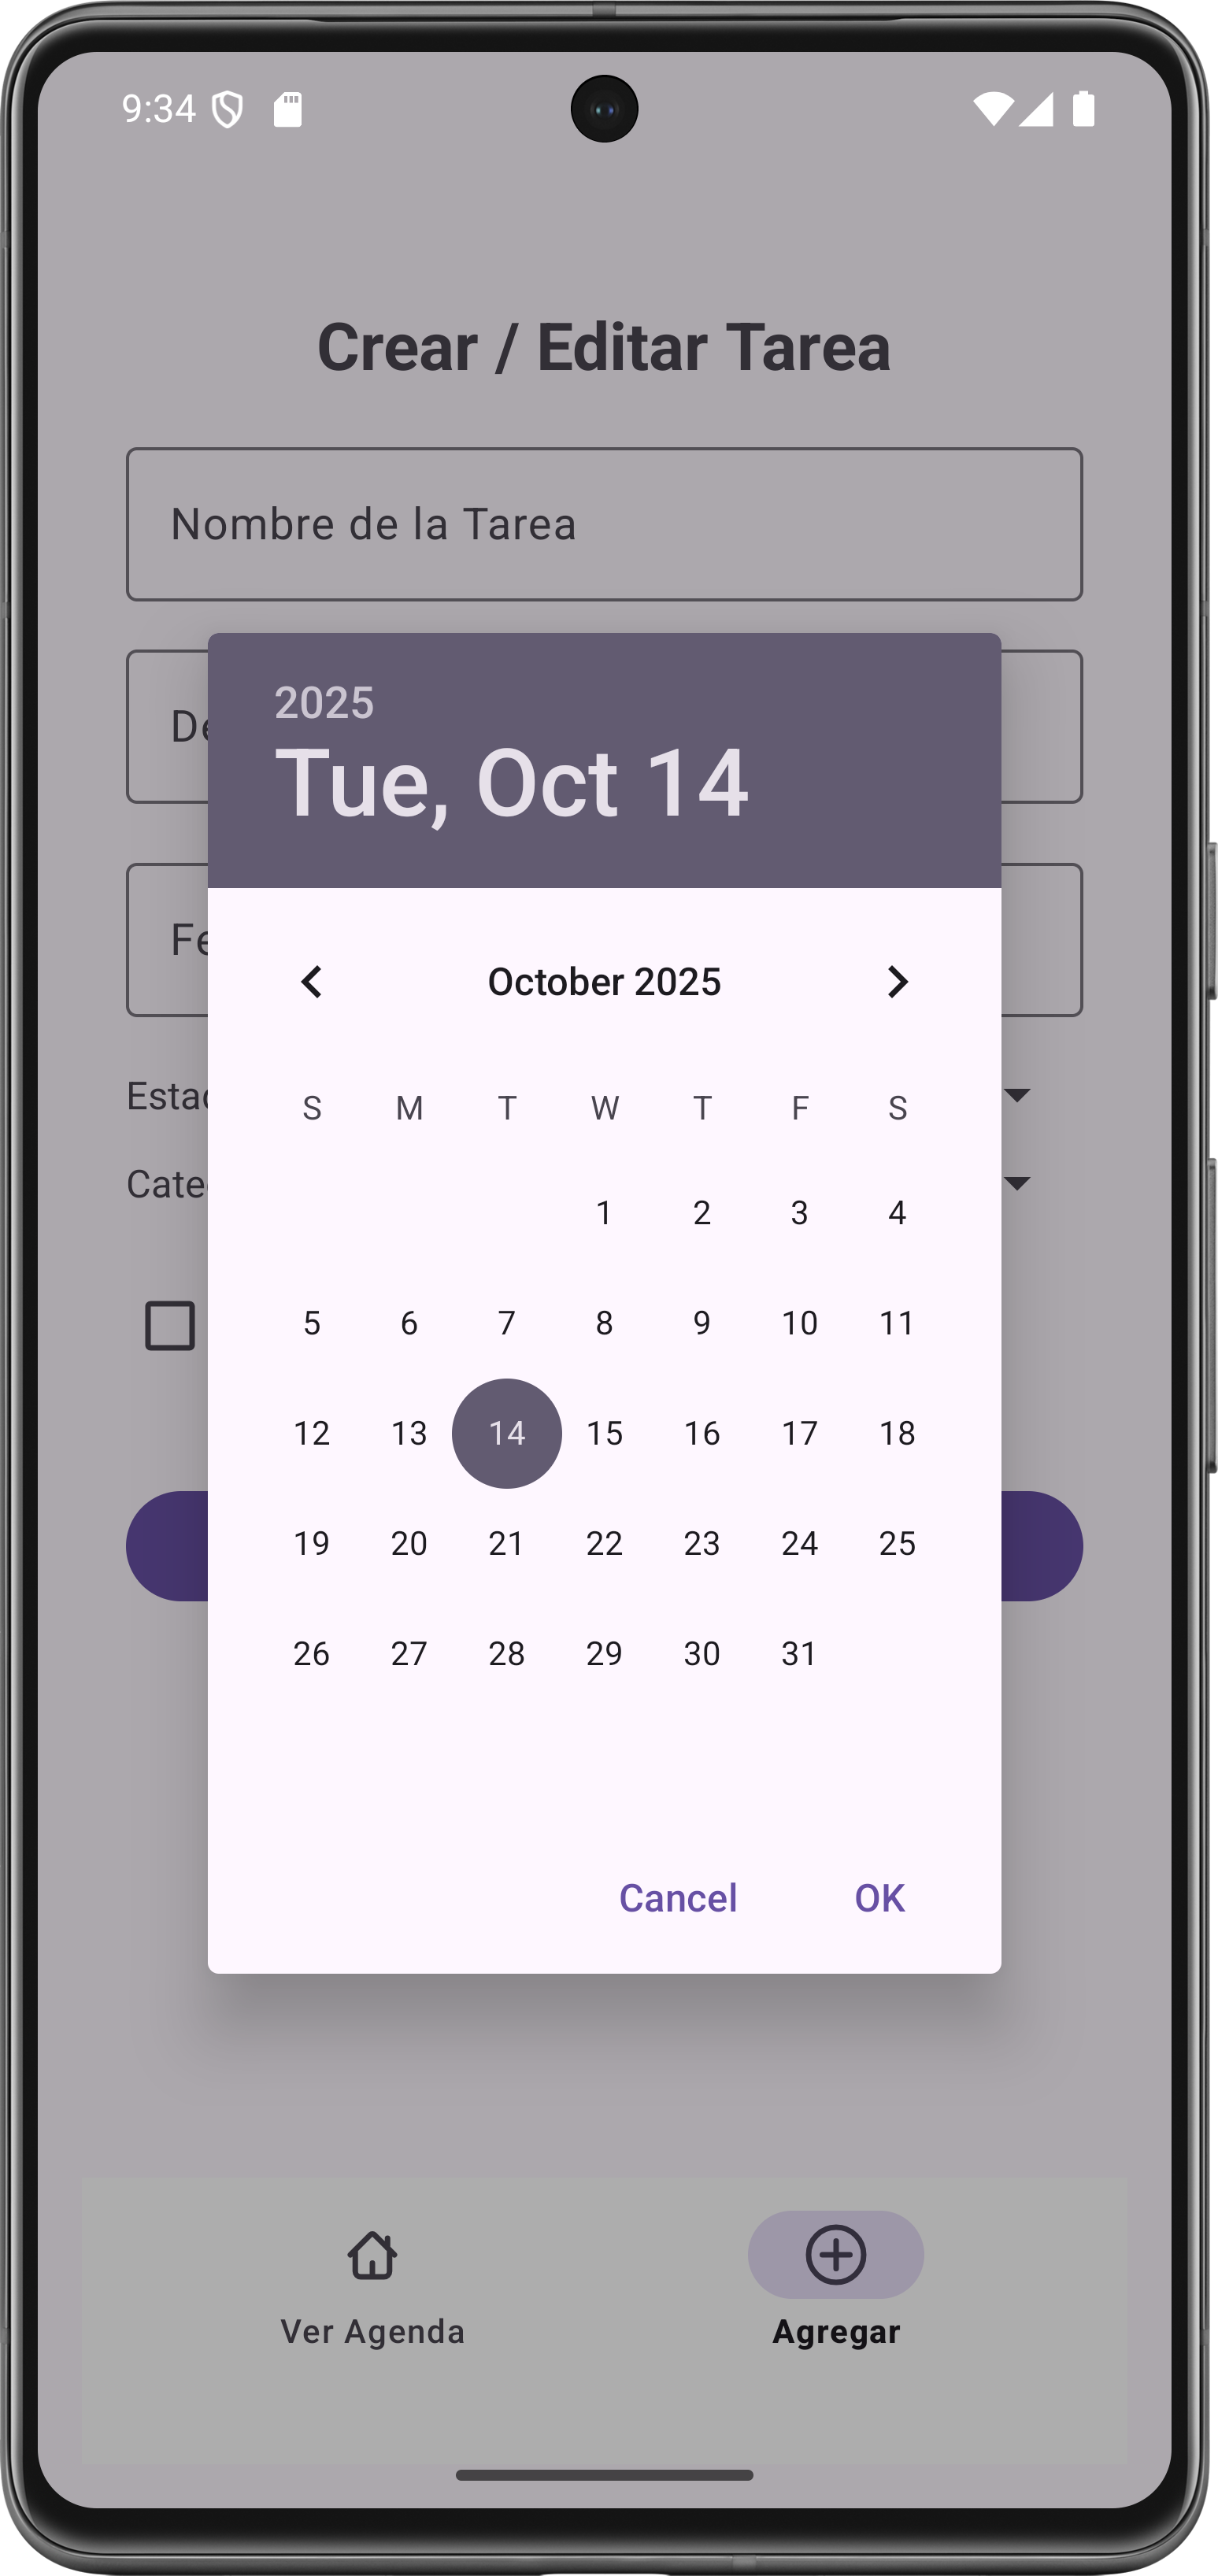 9:34
Crear / Editar Tarea
Nombre de la Tarea
2025
Tue, Oct 14
October 2025
S M T W T F S
1 2 3 4
5 6 7 8 9 10 11
12 13 14 15 16 17 18
19 20 21 22 23 24 25
26 27 28 29 30 31
Cancel OK
Ver Agenda Agregar